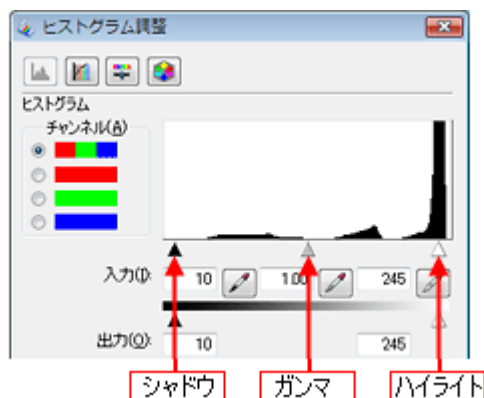 ヒストグラム調整
ヒストグラム
チャンネル(A)
入力(I): 10 1.00 245
出力(O): 10 245
シャドウ ガンマ ハイライト